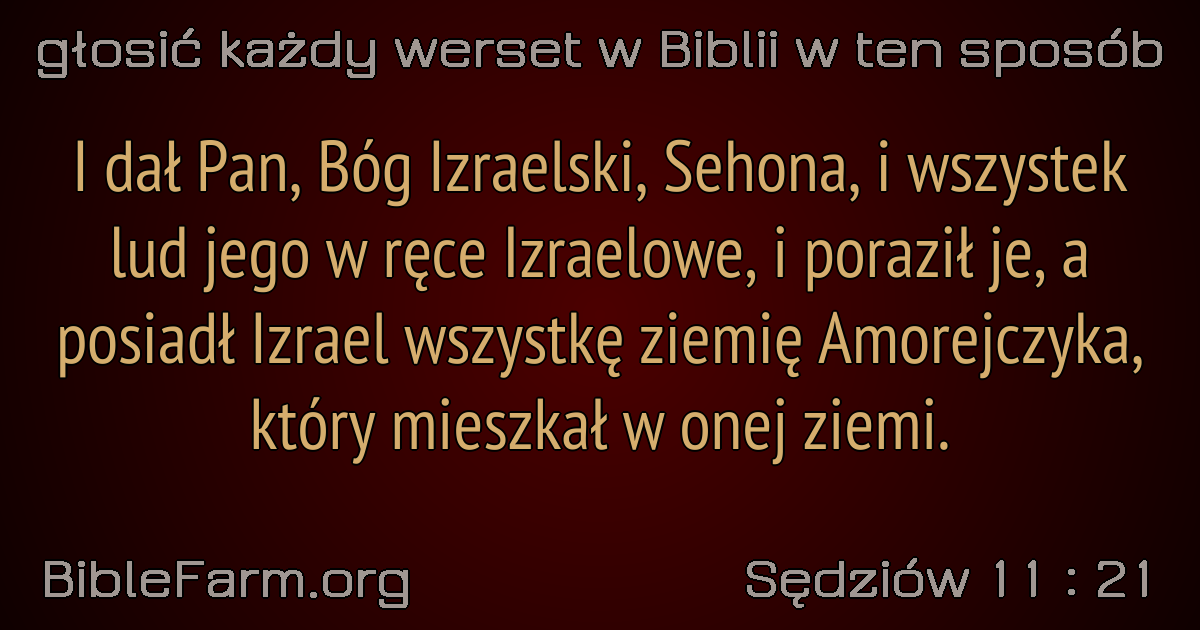 głosić każdy werset w Biblii w ten sposób
I dał Pan, Bóg Izraelski, Sehona, i wszystek
lud jego w ręce Izraelowe, i poraził je, a
posiadł Izrael wszystkę ziemię Amorejczyka,
który mieszkał w onej ziemi.
BibleFarm.org
Sędziów 11 : 21